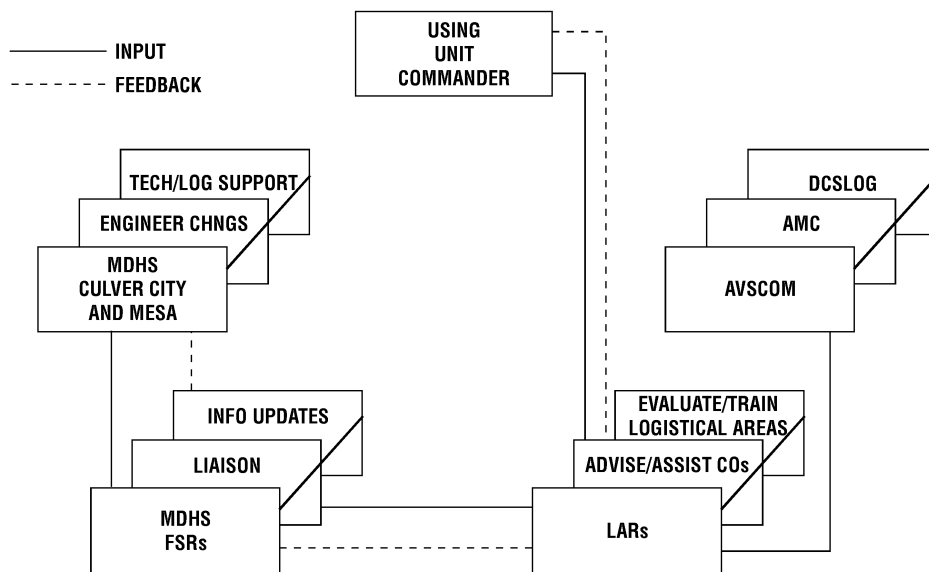 INPUT
FEEDBACK
USING
UNIT
COMMANDER
TECH/LOG SUPPORT
ENGINEER CHNGS
MDHS
CULVER CITY
AND MESA
DCSLOG
AMC
AVSCOM
INFO UPDATES
LIAISON
MDHS
FSRs
EVALUATE/TRAIN
LOGISTICAL AREAS
ADVISE/ASSIST COs
LARs